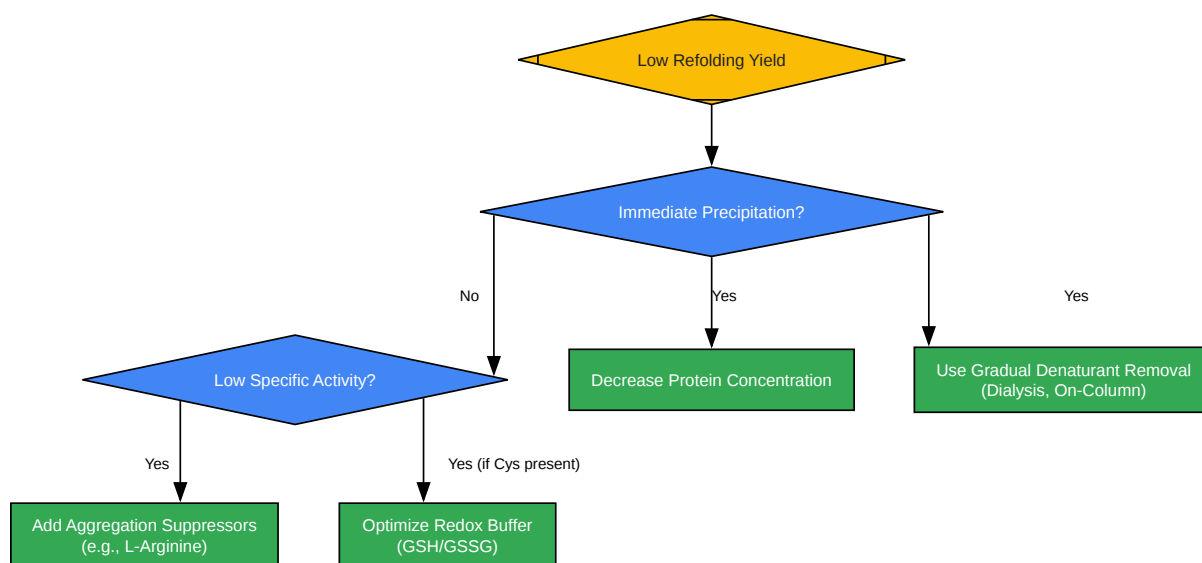 Low Refolding Yield
Immediate Precipitation?
No
Yes
Yes
Low Specific Activity?
Decrease Protein Concentration
Use Gradual Denaturant Removal
(Dialysis, On-Column)
Yes
Yes (if Cys present)
Add Aggregation Suppressors
(e.g., L-Arginine)
Optimize Redox Buffer
(GSH/GSSG)